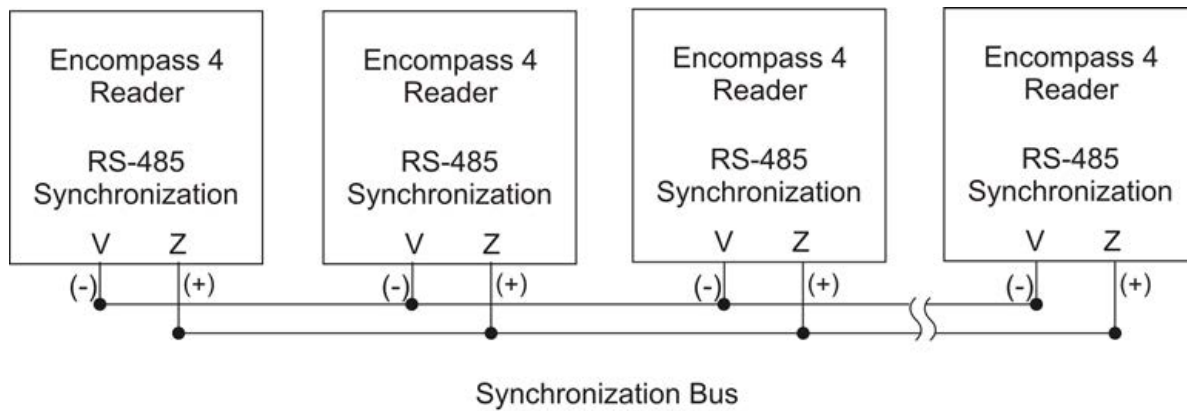 Encompass 4
Reader
RS-485
Synchronization
V Z
(-) (+)
Encompass 4
Reader
RS-485
Synchronization
V Z
(-) (+)
Encompass 4
Reader
RS-485
Synchronization
V Z
(-) (+)
Encompass 4
Reader
RS-485
Synchronization
V Z
(-) (+)
Synchronization Bus